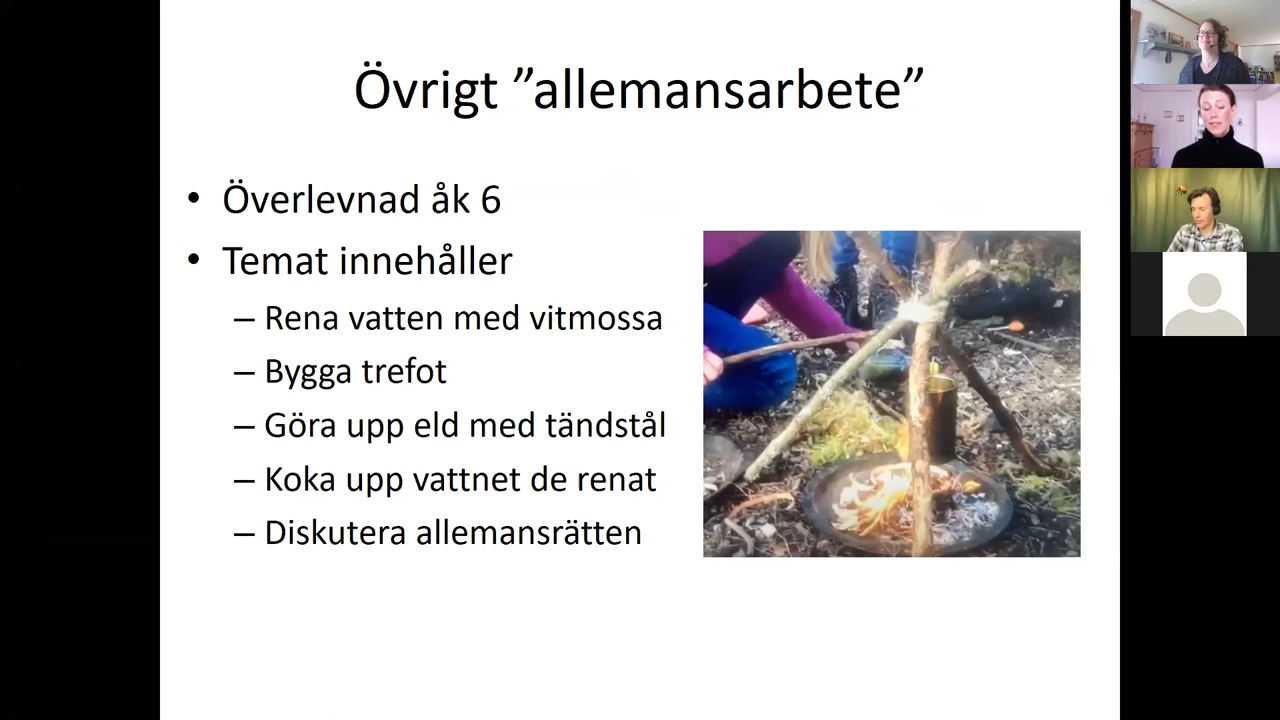 Övrigt ”allemansarbete”
• Överlevnad åk 6
• Temat innehåller
– Rena vatten med vitmossa
– Bygga trefot
– Göra upp eld med tändstål
– Koka upp vattnet de renat
– Diskutera allemansrätten